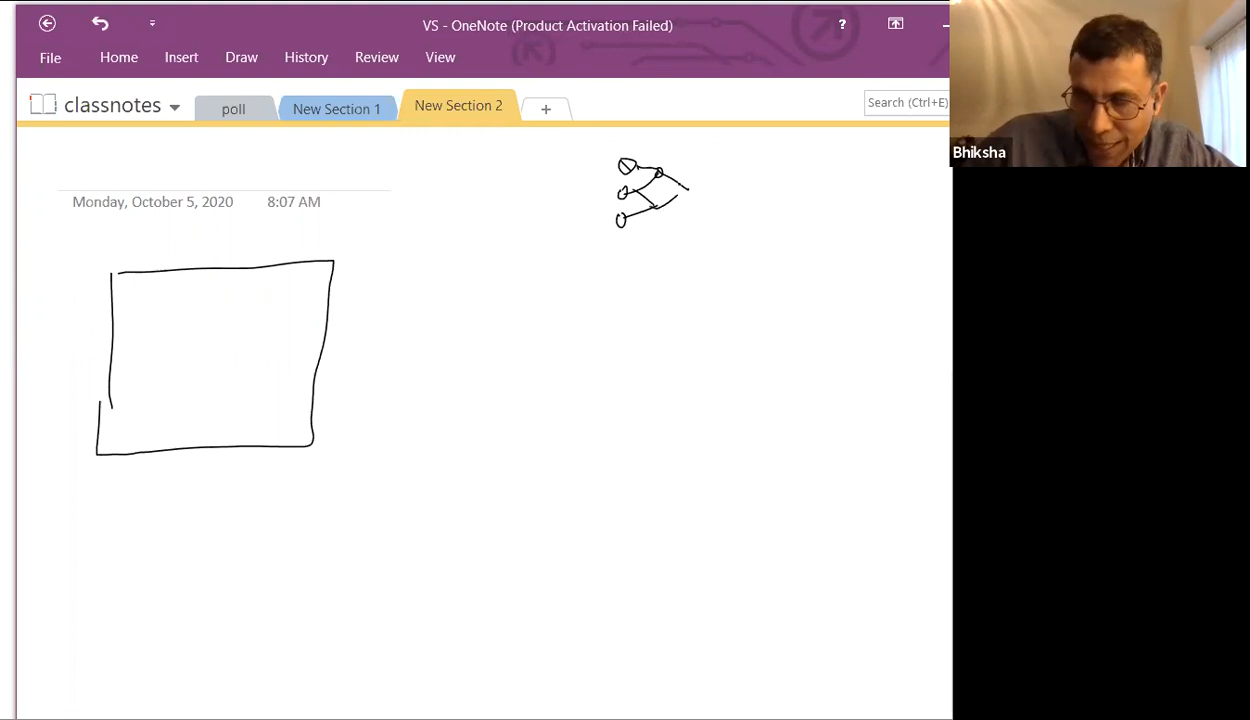 VS - OneNote (Product Activation Failed)
?
File Home Insert Draw History Review View
classnotes poll New Section 1 New Section 2 +
Search (Ctrl+E)
Bhiksha
Monday, October 5, 2020 8:07 AM